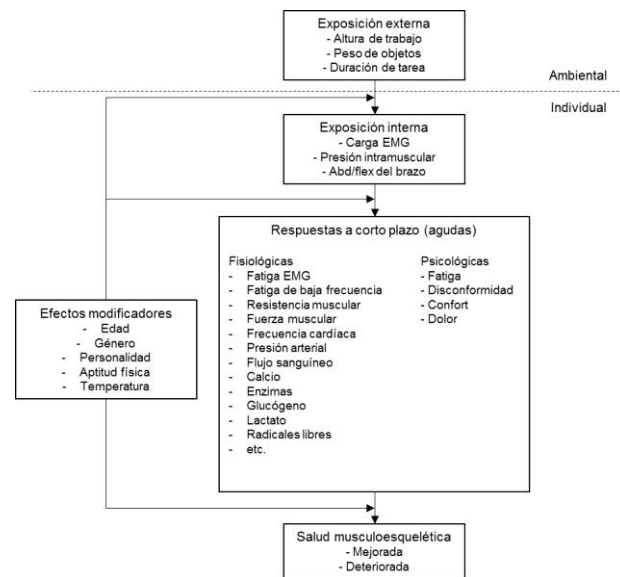 Exposición externa
- Altura de trabajo
- Peso de objetos
- Duración de tarea
Ambiental
Individual
Exposición interna
- Carga EMG
- Presión intramuscular
- Abd/flex del brazo
Respuestas a corto plazo (agudas)
Fisiológicas
- Fatiga EMG
- Fatiga de baja frecuencia
- Resistencia muscular
- Fuerza muscular
- Frecuencia cardíaca
- Presión arterial
- Flujo sanguíneo
- Calcio
- Enzimas
- Glucógeno
- Lactato
- Radicales libres
- etc.
Psicológicas
- Fatiga
- Disconformidad
- Confort
- Dolor
Efectos modificadores
- Edad
- Género
- Personalidad
- Aptitud física
- Temperatura
Salud musculoesquelética
- Mejorada
- Deteriorada